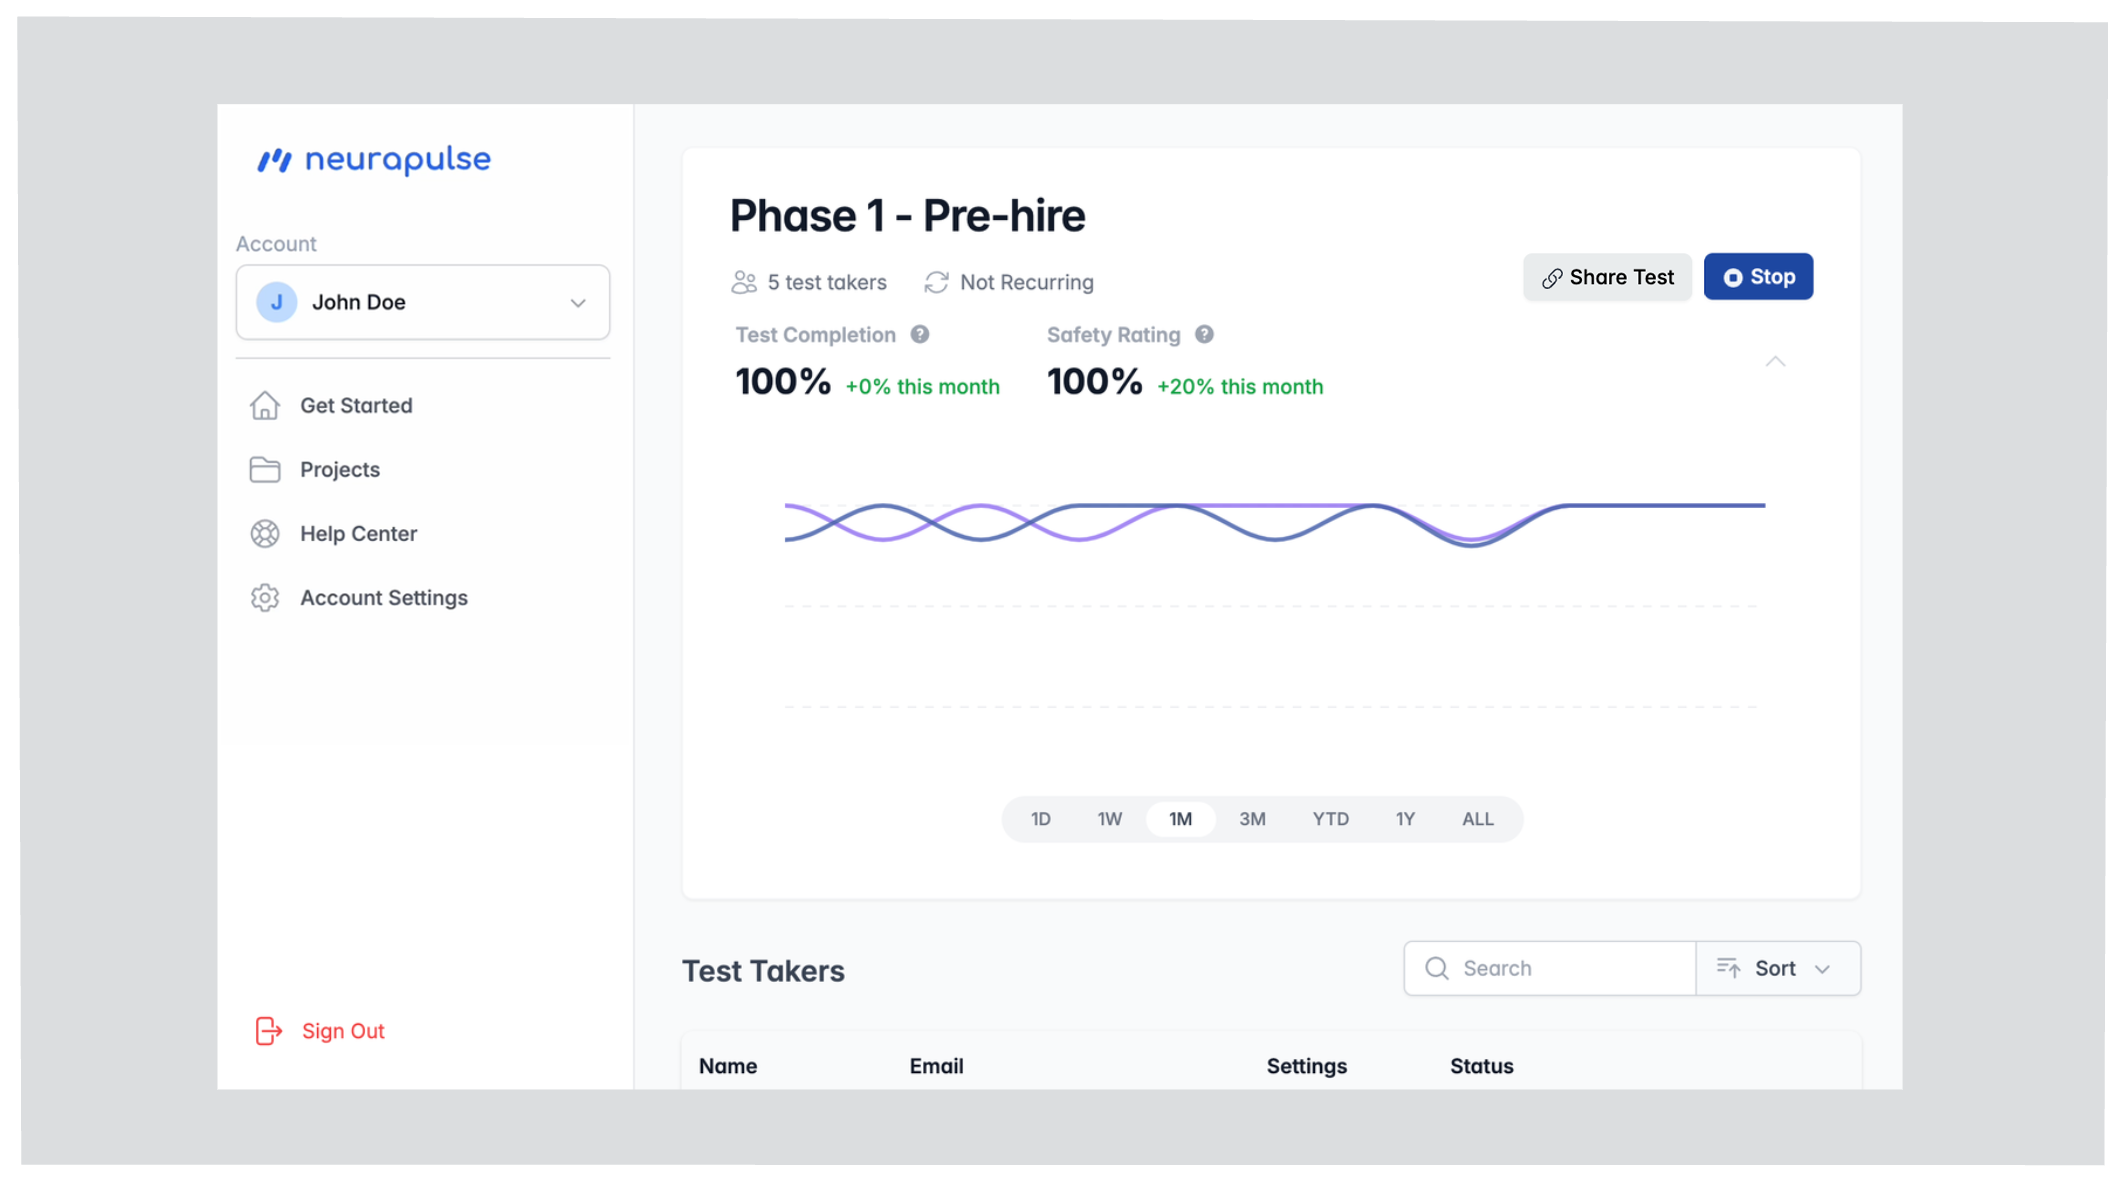 neurapulse
Account
J John Doe
Get Started
Projects
Help Center
Account Settings
Sign Out
Phase 1 - Pre-hire
5 test takers Not Recurring
Share Test Stop
Test Completion ? Safety Rating ?
100% +0% this month 100% +20% this month
1D 1W 1M 3M YTD 1Y ALL
Test Takers
Search Sort
Name Email Settings Status